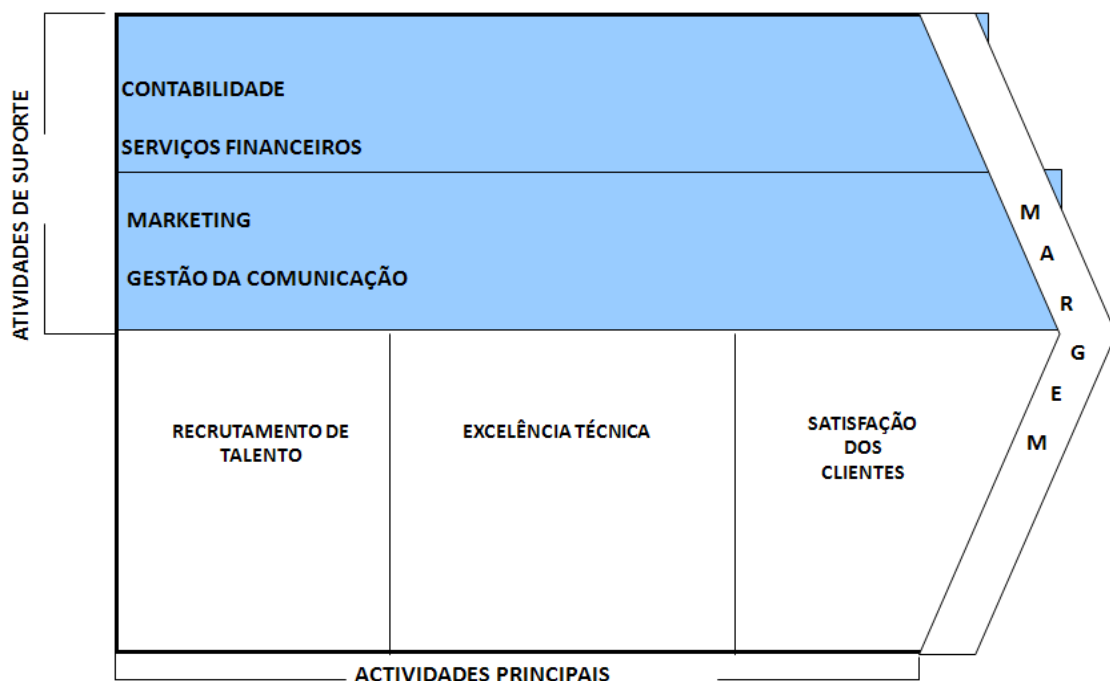 ATIVIDADES DE SUPORTE
CONTABILIDADE
SERVIÇOS FINANCEIROS
MARKETING
GESTÃO DA COMUNICAÇÃO
MARGEM
RECRUTAMENTO DE
TALENTO
EXCELÊNCIA TÉCNICA
SATISFAÇÃO
DOS
CLIENTES
ACTIVIDADES PRINCIPAIS